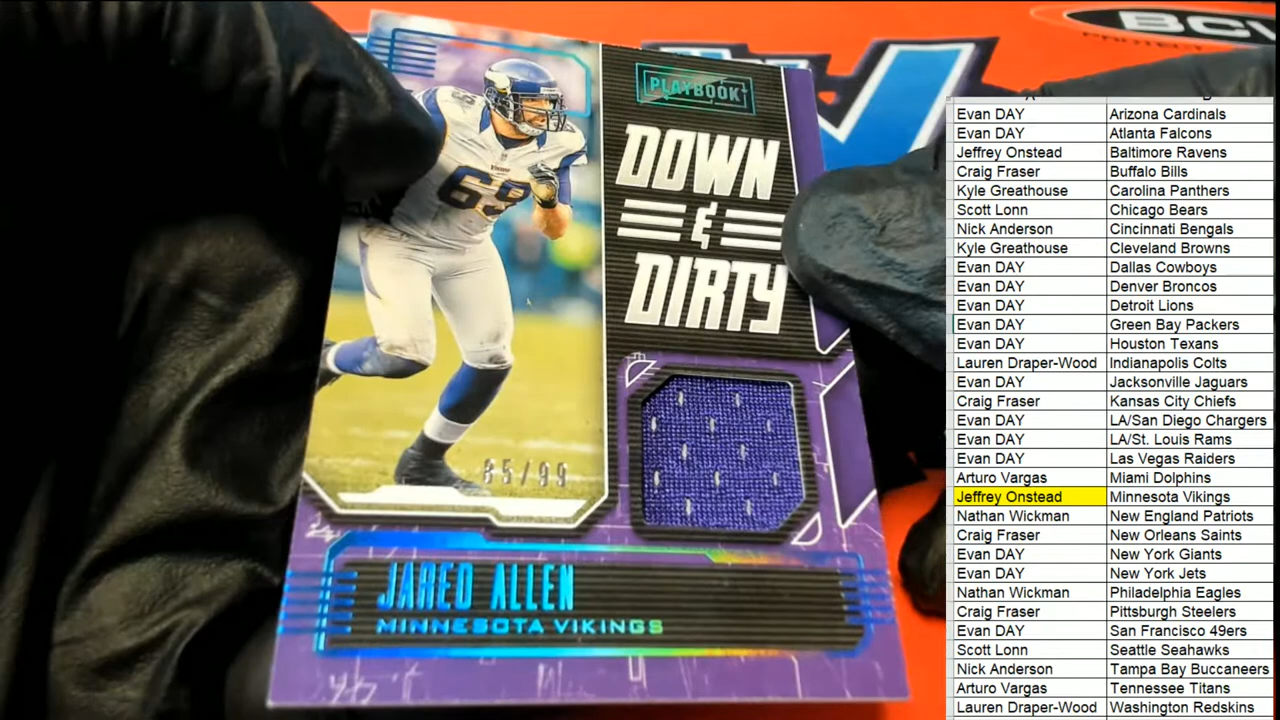 BCW
PLAYBOOK
DOWN
&
DIRTY
69
85/99
JARED ALLEN
MINNESOTA VIKINGS
Evan DAY Arizona Cardinals
Evan DAY Atlanta Falcons
Jeffrey Onstead Baltimore Ravens
Craig Fraser Buffalo Bills
Kyle Greathouse Carolina Panthers
Scott Lonn Chicago Bears
Nick Anderson Cincinnati Bengals
Kyle Greathouse Cleveland Browns
Evan DAY Dallas Cowboys
Evan DAY Denver Broncos
Evan DAY Detroit Lions
Evan DAY Green Bay Packers
Evan DAY Houston Texans
Lauren Draper-Wood Indianapolis Colts
Evan DAY Jacksonville Jaguars
Craig Fraser Kansas City Chiefs
Evan DAY LA/San Diego Chargers
Evan DAY LA/St. Louis Rams
Evan DAY Las Vegas Raiders
Arturo Vargas Miami Dolphins
Jeffrey Onstead Minnesota Vikings
Nathan Wickman New England Patriots
Craig Fraser New Orleans Saints
Evan DAY New York Giants
Evan DAY New York Jets
Nathan Wickman Philadelphia Eagles
Craig Fraser Pittsburgh Steelers
Evan DAY San Francisco 49ers
Scott Lonn Seattle Seahawks
Nick Anderson Tampa Bay Buccaneers
Arturo Vargas Tennessee Titans
Lauren Draper-Wood Washington Redskins